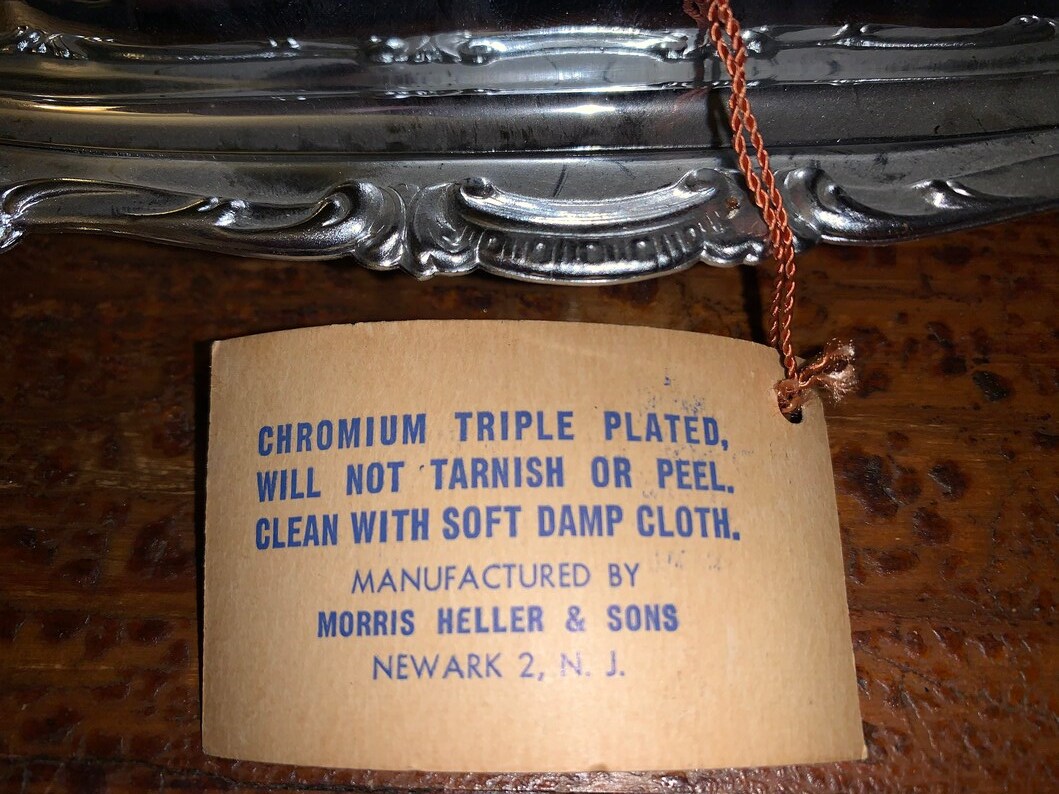 CHROMIUM TRIPLE PLATED,
WILL NOT TARNISH OR PEEL.
CLEAN WITH SOFT DAMP CLOTH.
MANUFACTURED BY
MORRIS HELLER & SONS
NEWARK 2, N. J.